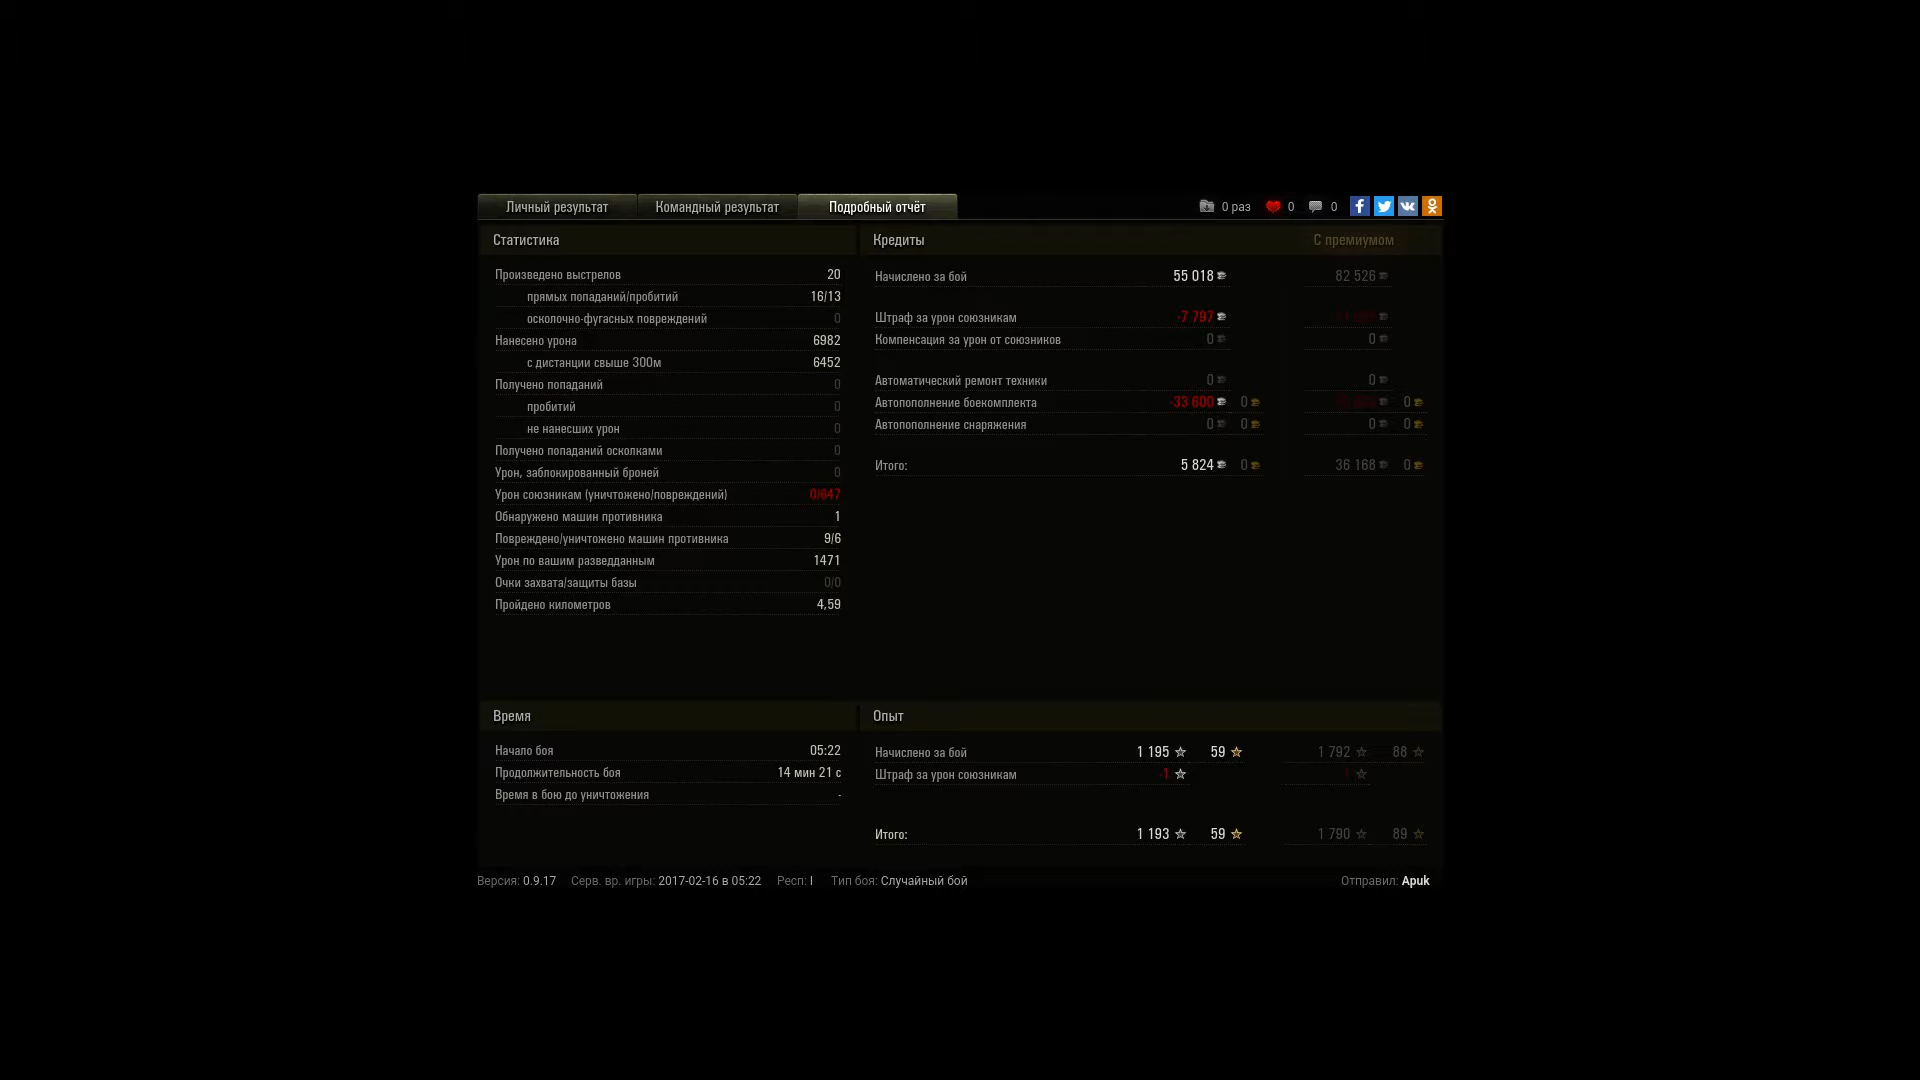 Личный результат Командный результат Подробный отчёт 0 раз 0 0
Статистика
Произведено выстрелов 20
прямых попаданий/пробитий 16/13
осколочно-фугасных повреждений 0
Нанесено урона 6982
с дистанции свыше 300м 6452
Получено попаданий 0
пробитий 0
не нанесших урон 0
Получено попаданий осколками 0
Урон, заблокированный броней 0
Урон союзникам (уничтожено/повреждений) 0/647
Обнаружено машин противника 1
Повреждено/уничтожено машин противника 9/6
Урон по вашим разведданным 1471
Очки захвата/защиты базы 0/0
Пройдено километров 4,59
Кредиты С премиумом
Начислено за бой 55 018 82 526
Штраф за урон союзникам -7 797
Компенсация за урон от союзников 0 0
Автоматический ремонт техники 0 0
Автопополнение боекомплекта -33 600 0 0
Автопополнение снаряжения 0 0 0 0
Итого: 5 824 0 36 168 0
Время
Начало боя 05:22
Продолжительность боя 14 мин 21 с
Время в бою до уничтожения -
Опыт
Начислено за бой 1 195 59 1 792 88
Штраф за урон союзникам -1
Итого: 1 193 59 1 790 89
Версия: 0.9.17 Серв. вр. игры: 2017-02-16 в 05:22 Респ: I Тип боя: Случайный бой Отправил: Apuk